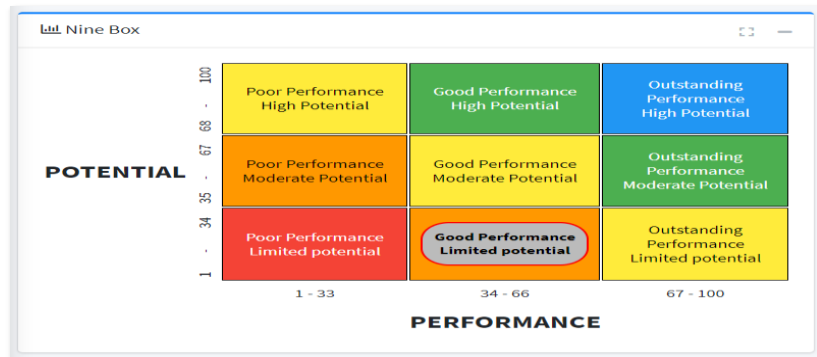 Nine Box
100
-
68
Poor Performance
High Potential
Good Performance
High Potential
Outstanding
Performance
High Potential
POTENTIAL
67
-
35
Poor Performance
Moderate Potential
Good Performance
Moderate Potential
Outstanding
Performance
Moderate Potential
34
-
1
Poor Performance
Limited potential
Good Performance
Limited potential
Outstanding
Performance
Limited potential
1 - 33
34 - 66
67 - 100
PERFORMANCE